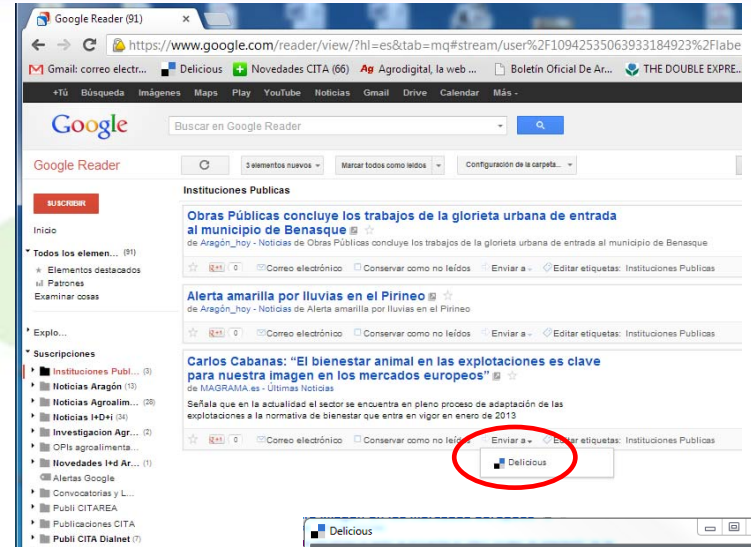 Google Reader (91)
https://www.google.com/reader/view/?hl=es&tab=mq#stream/user%2F10942535063933184923%2Flabe
Gmail: correo electr... Delicious Novedades CITA (66) Ag Agrodigital, la web ... Boletín Oficial De Ar... THE DOUBLE EXPRE...
+Tú Búsqueda Imágenes Maps Play YouTube Noticias Gmail Drive Calendar Más -
Google Buscar en Google Reader
Google Reader 3 elementos nuevos Marcar todos como leídos Configuración de la carpeta...
Instituciones Publicas
SUSCRIBIR
Inicio
Todos los elemen... (91)
Elementos destacados
Patrones
Examinar cosas
Explo...
Suscripciones
Instituciones Publ... (3)
Noticias Aragón (13)
Noticias Agroalim... (28)
Noticias I+D+i (34)
Investigacion Agr... (2)
OPIs agroalimenta...
Novedades I+d Ar... (1)
Alertas Google
Convocatorias y L...
Publi CITAREA
Publicaciones CITA
Publi CITA Dialnet (7)
Obras Públicas concluye los trabajos de la glorieta urbana de entrada
al municipio de Benasque
de Aragón_hoy - Noticias de Obras Públicas concluye los trabajos de la glorieta urbana de entrada al municipio de Benasque
+1 0 Correo electrónico Conservar como no leídos Enviar a Editar etiquetas: Instituciones Publicas
Alerta amarilla por lluvias en el Pirineo
de Aragón_hoy - Noticias de Alerta amarilla por lluvias en el Pirineo
+1 0 Correo electrónico Conservar como no leídos Enviar a Editar etiquetas: Instituciones Publicas
Carlos Cabanas: “El bienestar animal en las explotaciones es clave
para nuestra imagen en los mercados europeos”
de MAGRAMA.es - Últimas Noticias
Señala que en la actualidad el sector se encuentra en pleno proceso de adaptación de las
explotaciones a la normativa de bienestar que entra en vigor en enero de 2013
+1 0 Correo electrónico Conservar como no leídos Enviar a Editar etiquetas: Instituciones Publicas
Delicious
Delicious